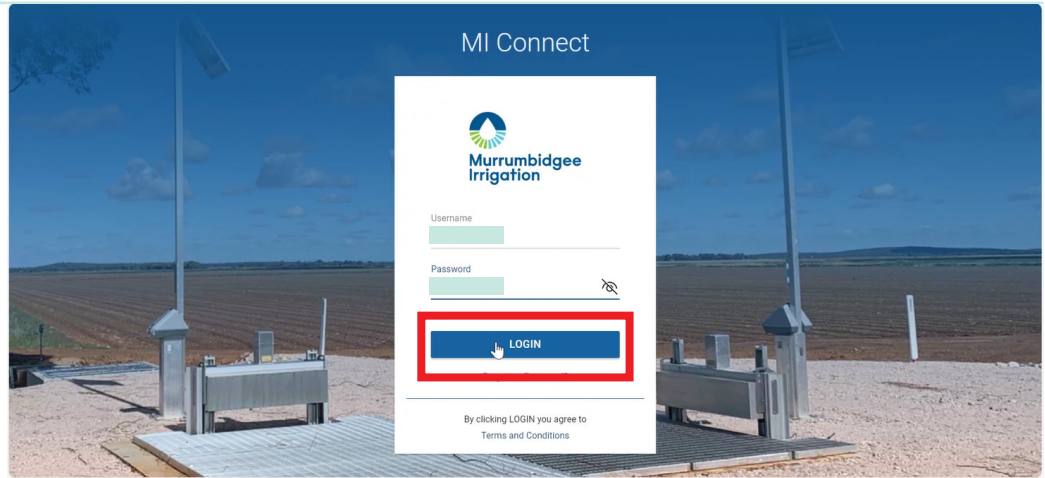 MI Connect
Murrumbidgee
Irrigation
Username
Password
LOGIN
By clicking LOGIN you agree to
Terms and Conditions